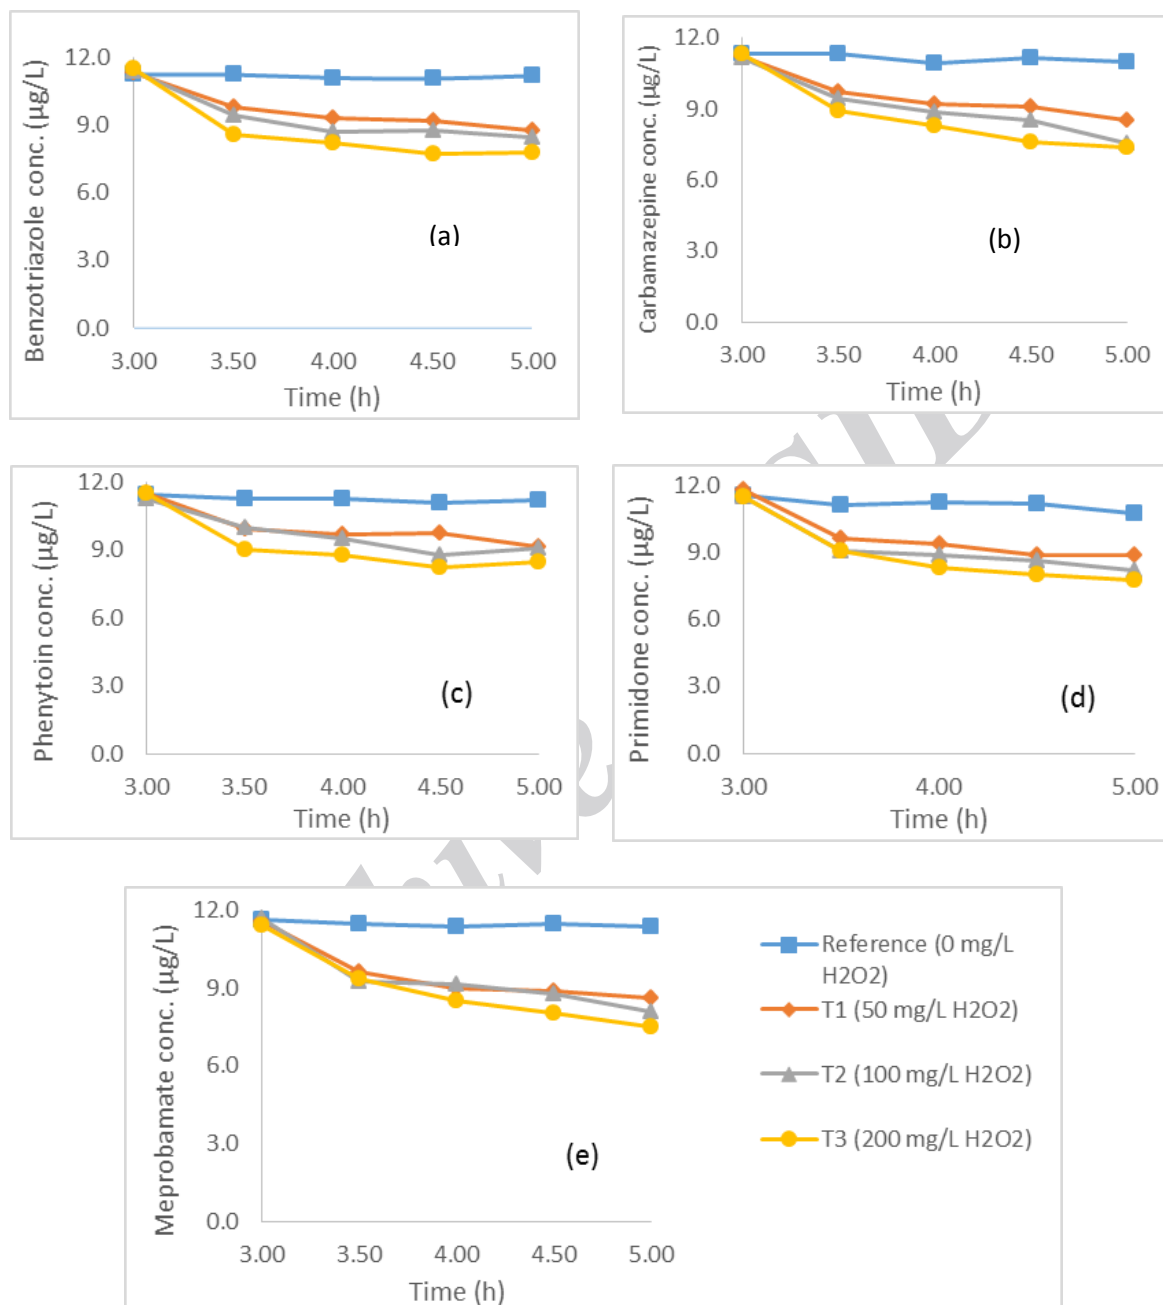 12.0
9.0
6.0
3.0
0.0
Benzotriazole conc. (µg/L)
(a)
3.00 3.50 4.00 4.50 5.00
Time (h)
12.0
9.0
6.0
3.0
0.0
Carbamazepine conc. (µg/L)
(b)
3.00 3.50 4.00 4.50 5.00
Time (h)
12.0
9.0
6.0
3.0
0.0
Phenytoin conc. (µg/L)
(c)
3.00 3.50 4.00 4.50 5.00
Time (h)
12.0
9.0
6.0
3.0
0.0
Primidone conc. (µg/L)
(d)
3.00 4.00 5.00
Time (h)
12.0
9.0
6.0
3.0
0.0
Meprobamate conc. (µg/L)
(e)
3.00 3.50 4.00 4.50 5.00
Time (h)
Reference (0 mg/L
H2O2)
T1 (50 mg/L H2O2)
T2 (100 mg/L H2O2)
T3 (200 mg/L H2O2)